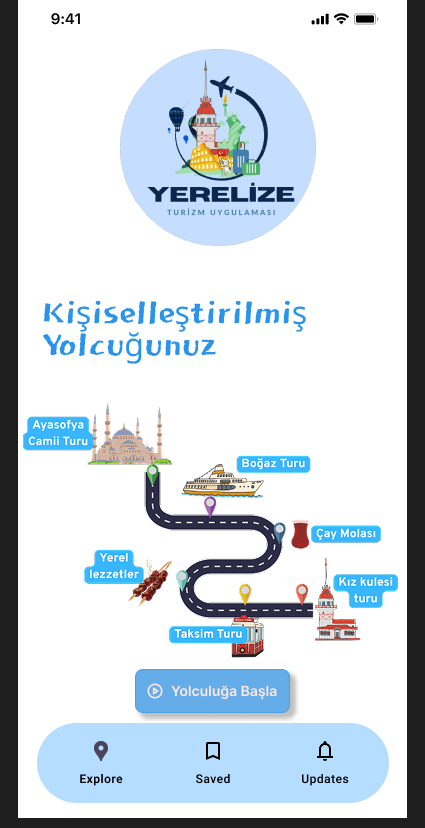 9:41
YERELİZE
TURİZM UYGULAMASI
Kişiselleştirilmiş
Yolcuğunuz
Ayasofya
Camii Turu
Boğaz Turu
Çay Molası
Yerel
lezzetler
Kız kulesi
turu
Taksim Turu
Yolculuğa Başla
Explore
Saved
Updates